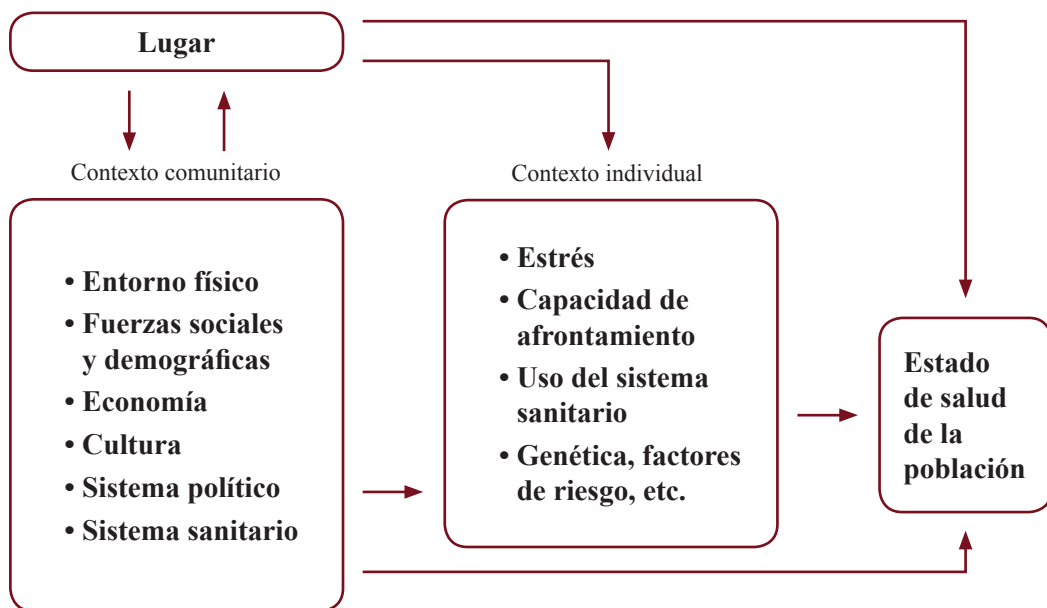 Lugar
Contexto comunitario
• Entorno físico
• Fuerzas sociales
y demográficas
• Economía
• Cultura
• Sistema político
• Sistema sanitario
Contexto individual
• Estrés
• Capacidad de
afrontamiento
• Uso del sistema
sanitario
• Genética, factores
de riesgo, etc.
Estado
de salud
de la
población